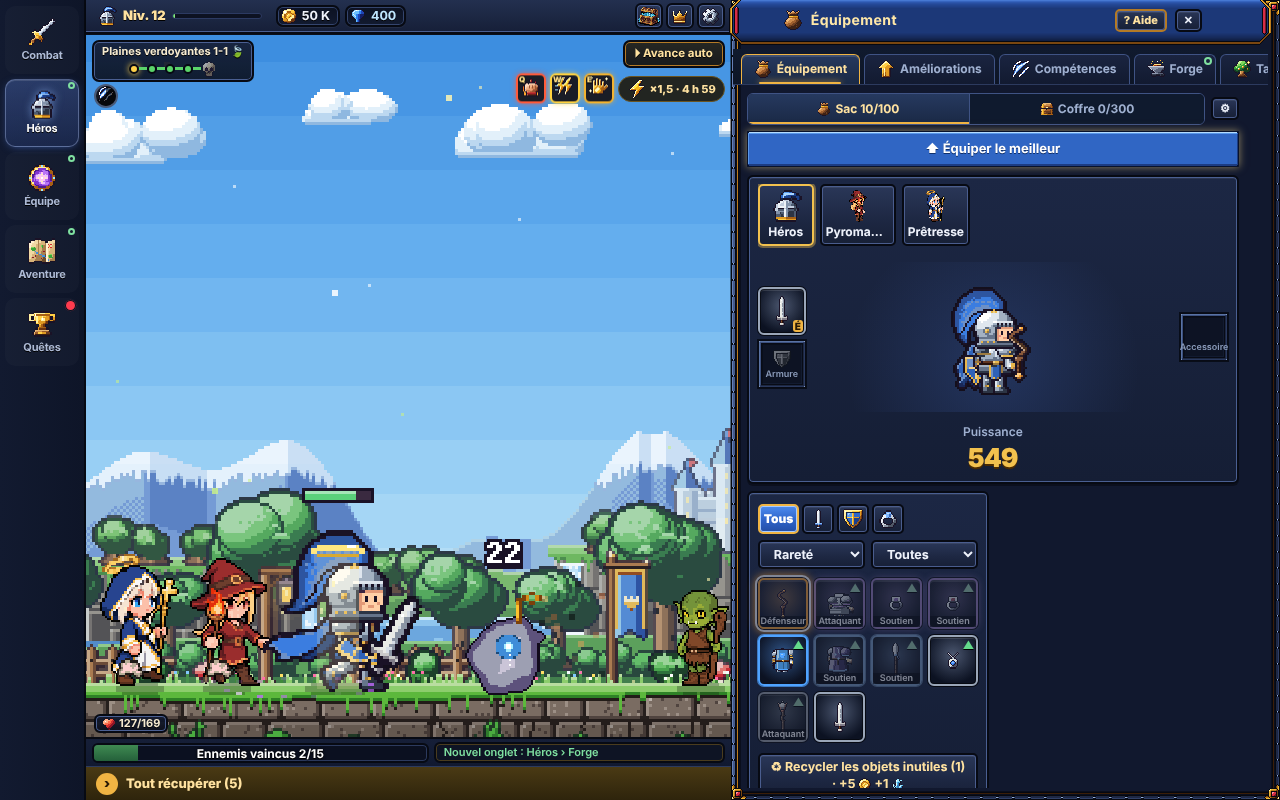 Combat
Héros
Équipe
Aventure
Quêtes
Niv. 12
50 K
400
Plaines verdoyantes 1-1
Avance auto
Q
W
E
×1,5 · 4 h 59
22
127/169
Ennemis vaincus 2/15
Nouvel onglet : Héros › Forge
Tout récupérer (5)
Équipement
? Aide
×
Équipement
Améliorations
Compétences
Forge
Ta
Sac 10/100
Coffre 0/300
Équiper le meilleur
Héros
Pyroma...
Prêtresse
E
Armure
Accessoire
Puissance
549
Tous
Rareté
Toutes
Défenseur
Attaquant
Soutien
Soutien
Soutien
Soutien
Attaquant
Recycler les objets inutiles (1)
· +5 +1